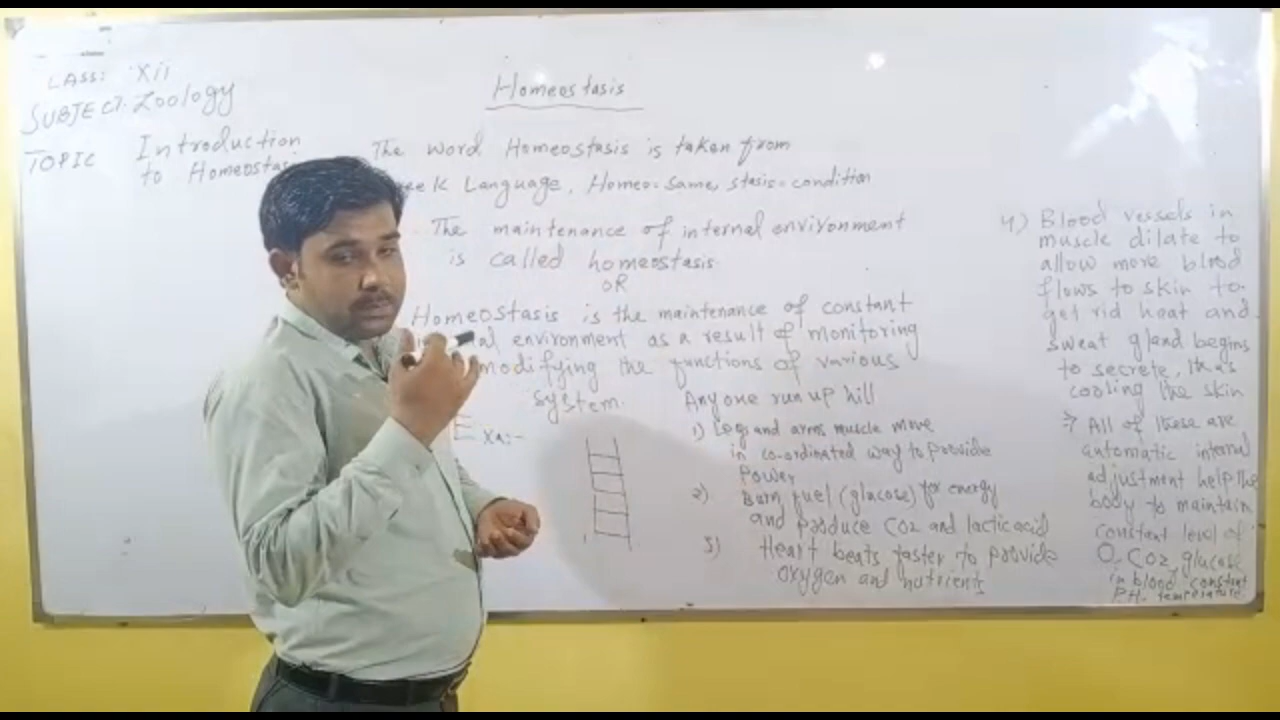 LASS: Xii
SUBJECT: Zoology
TOPIC Introduction
to Homeostasis
Homeostasis
The word Homeostasis is taken from
eek Language, Homeo=same, stasis=condition
The maintenance of internal environment
is called homeostasis.
OR
Homeostasis is the maintenance of constant
al environment as a result of monitoring
modifying the functions of various
system.
Exa:-
Any one run up hill
1) Legs and arms muscle move
in co-ordinated way to provide
power
2) Burn fuel (glucose) for energy
and produce CO2 and lactic acid
3) Heart beats faster to provide
oxygen and nutrients
4) Blood vessels in
muscle dilate to
allow more blood
flows to skin to
get rid heat and
sweat gland begins
to secrete, thas
cooling the skin
⇒ All of these are
automatic internal
adjustment help the
body to maintain
constant level of
O2 CO2, glucose
in blood constant
PH, temperature